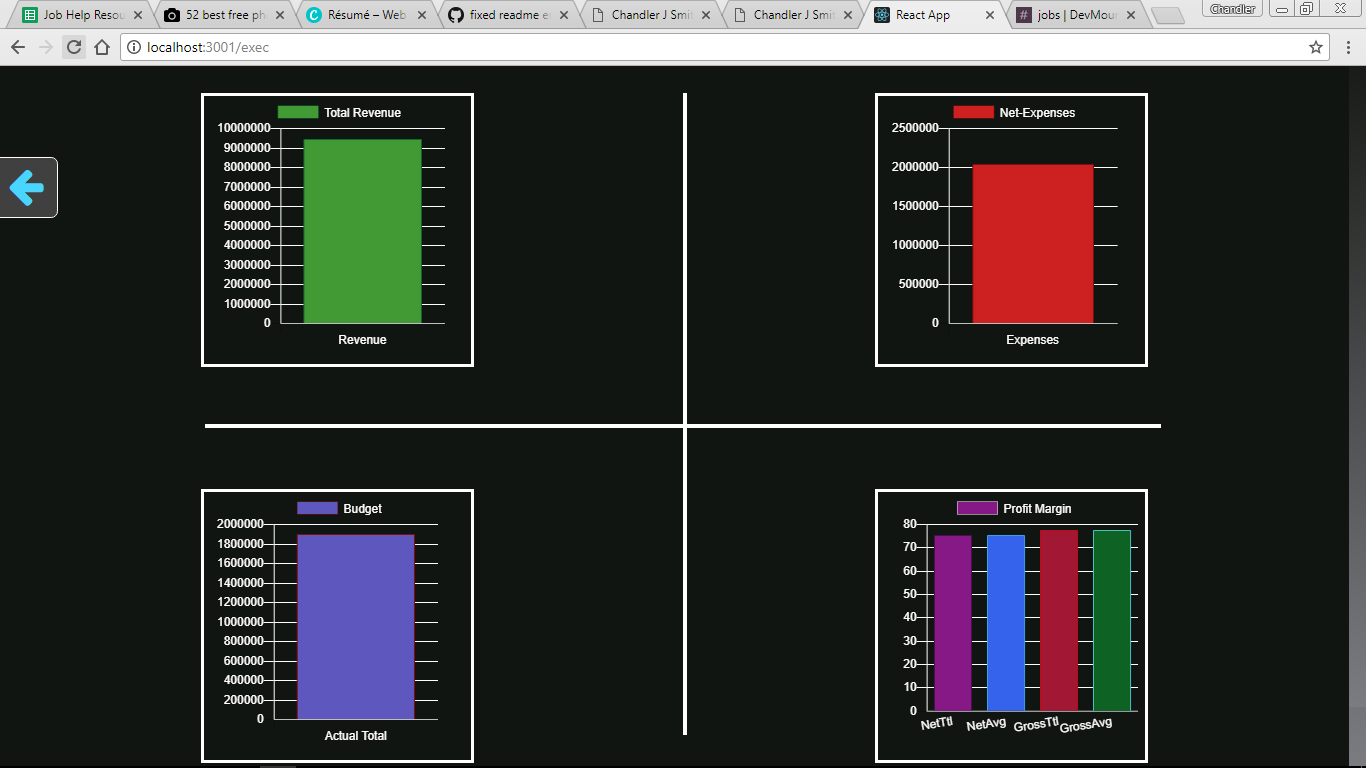 Job Help Resou
52 best free ph
Résumé – Web
fixed readme e
Chandler J Smi
Chandler J Smi
React App
jobs | DevMour
Chandler
localhost:3001/exec
Total Revenue
10000000
9000000
8000000
7000000
6000000
5000000
4000000
3000000
2000000
1000000
0
Revenue
Net-Expenses
2500000
2000000
1500000
1000000
500000
0
Expenses
Budget
2000000
1800000
1600000
1400000
1200000
1000000
800000
600000
400000
200000
0
Actual Total
Profit Margin
80
70
60
50
40
30
20
10
0
NetTtl NetAvg GrossTtl GrossAvg